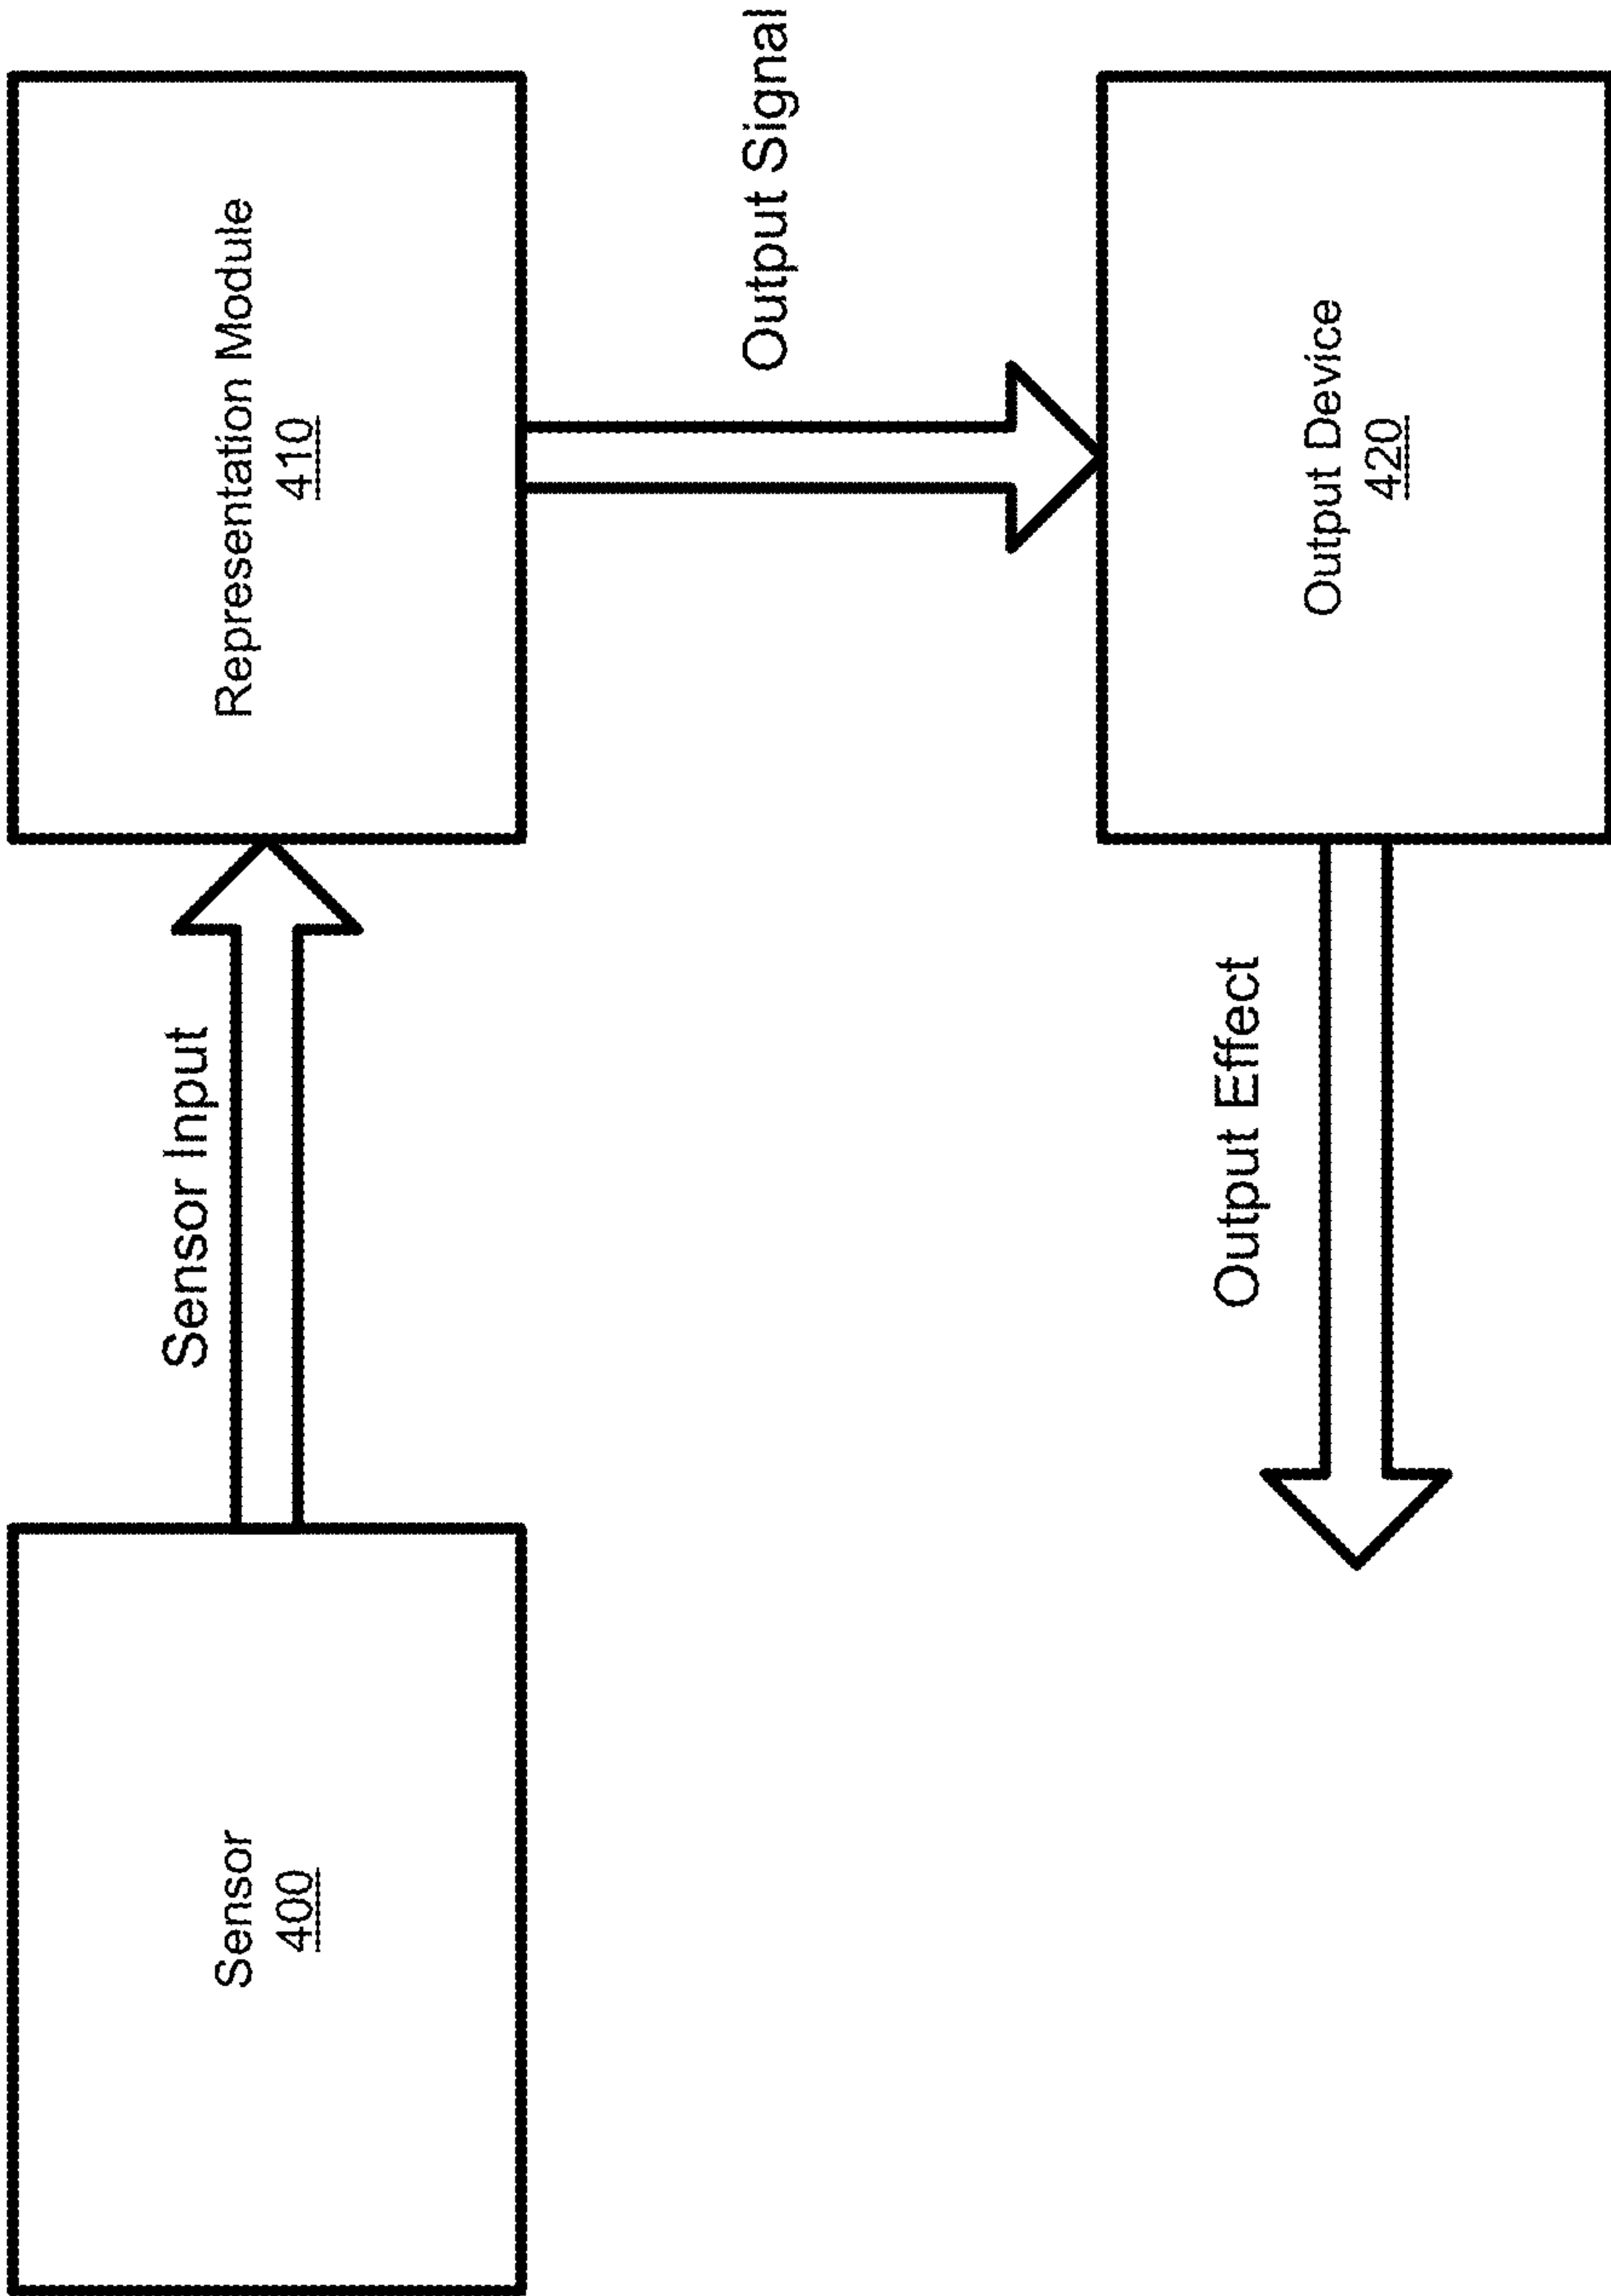 Sensor
400
Sensor Input
Representation Module
410
Output Signal
Output Effect
Output Device
420